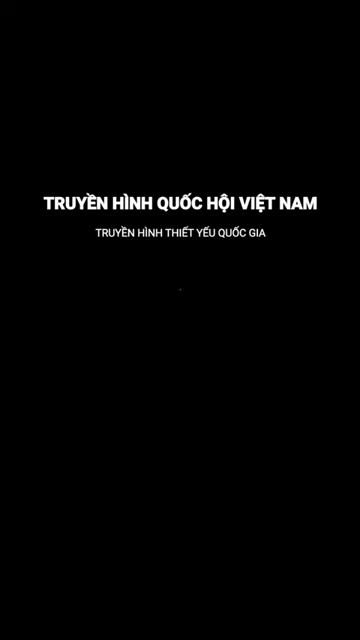 TRUYỀN HÌNH QUỐC HỘI VIỆT NAM
TRUYỀN HÌNH THIẾT YẾU QUỐC GIA